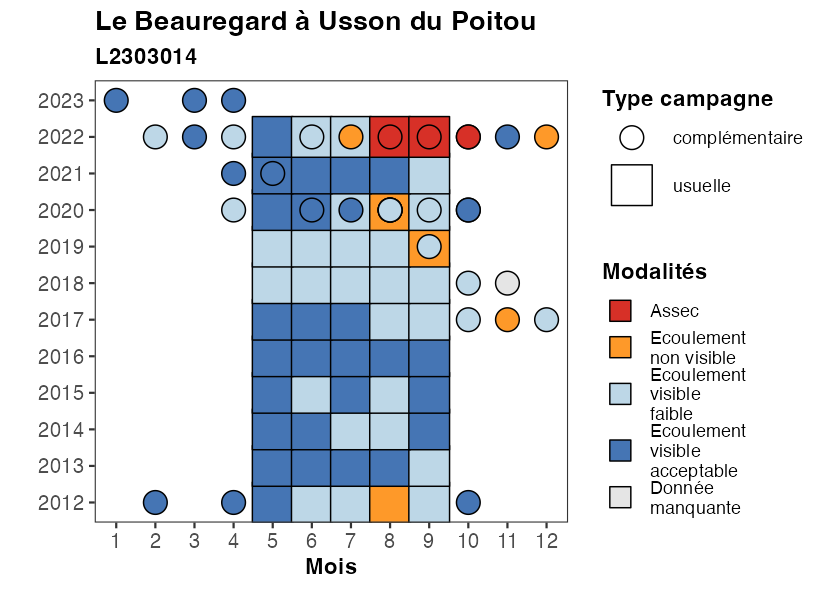 Le Beauregard à Usson du Poitou
L2303014
2023
2022
2021
2020
2019
2018
2017
2016
2015
2014
2013
2012
1 2 3 4 5 6 7 8 9 10 11 12
Mois
Type campagne
complémentaire
usuelle
Modalités
Assec
Ecoulement
non visible
Ecoulement
visible
faible
Ecoulement
visible
acceptable
Donnée
manquante